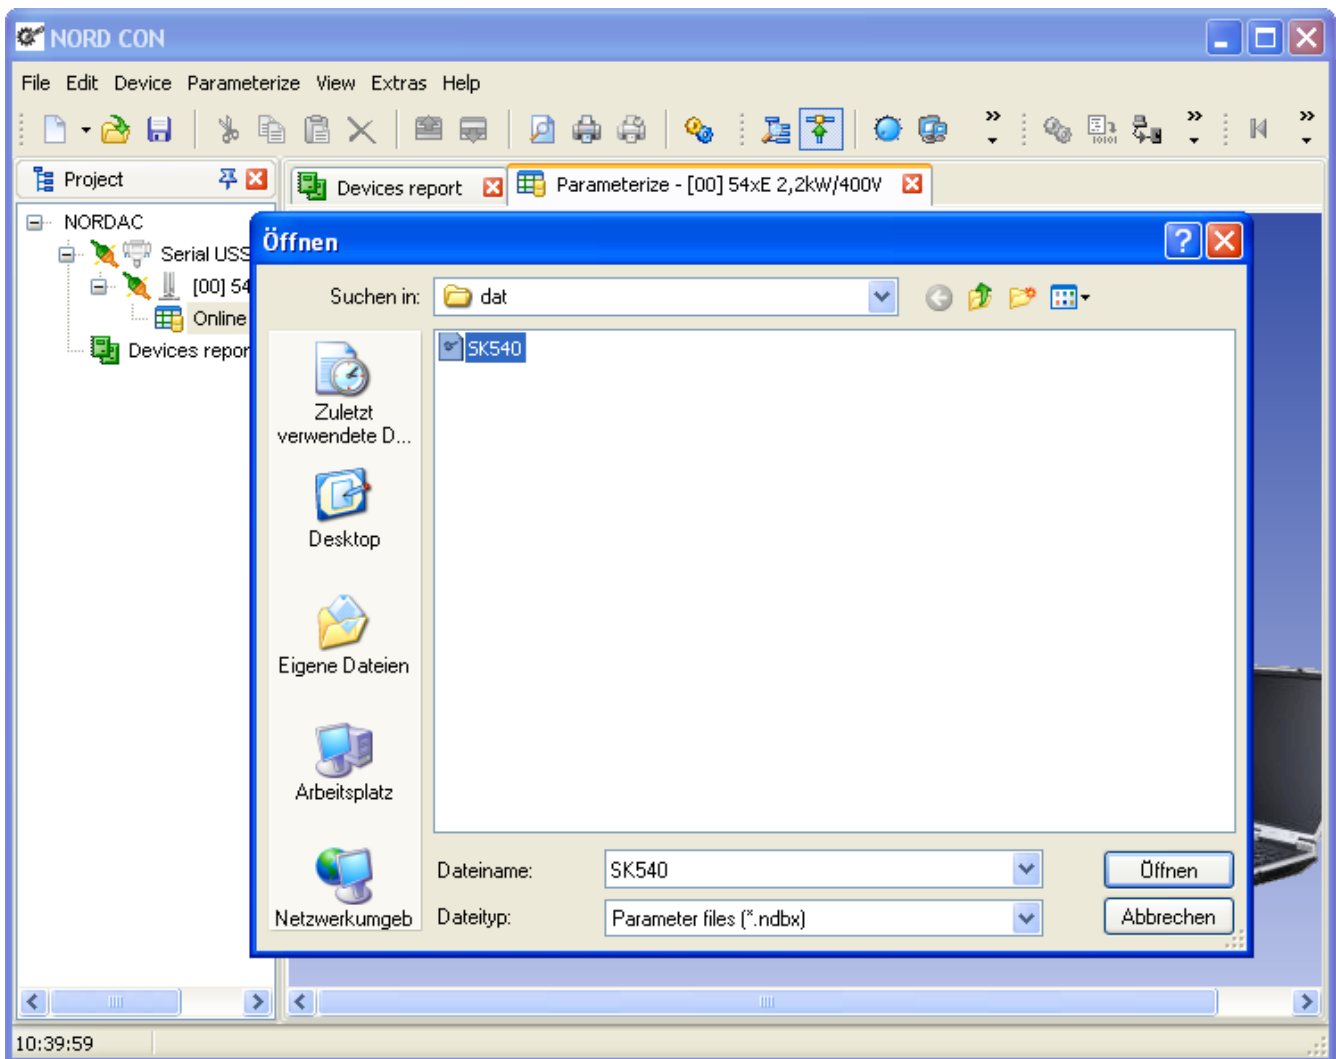 NORD CON
File Edit Device Parameterize View Extras Help
Project
Devices report
Parameterize - [00] 54xE 2,2kW/400V
NORDAC
Serial USS
[00] 54
Online
Devices repor
Öffnen
Suchen in:
dat
SK540
Zuletzt
verwendete D...
Desktop
Eigene Dateien
Arbeitsplatz
Netzwerkumgeb
Dateiname:
SK540
Öffnen
Dateityp:
Parameter files (*.ndbx)
Abbrechen
10:39:59